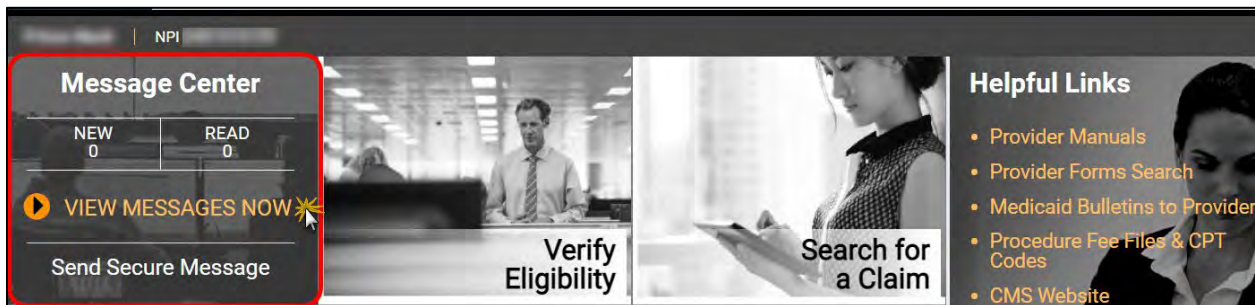 NPI
Message Center
NEW
0
READ
0
VIEW MESSAGES NOW
Send Secure Message
Verify
Eligibility
Search for
a Claim
Helpful Links
• Provider Manuals
• Provider Forms Search
• Medicaid Bulletins to Provider
• Procedure Fee Files & CPT
Codes
• CMS Website